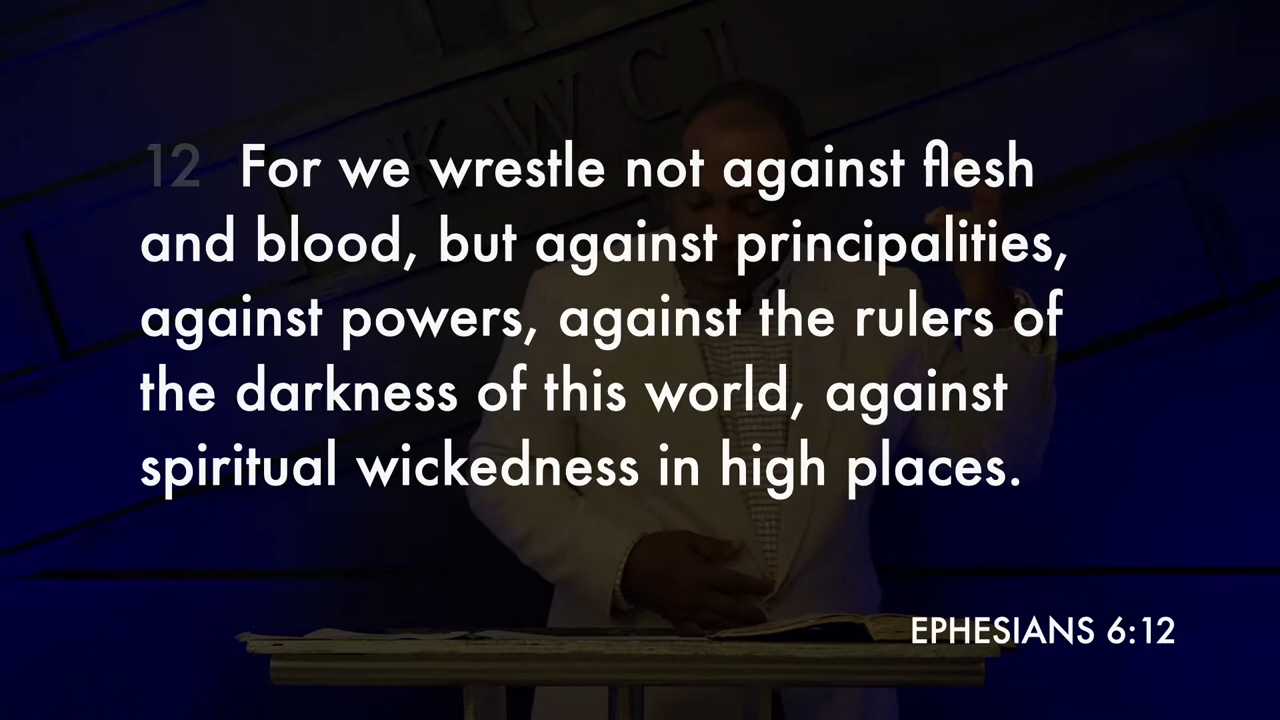 KWCI
12 For we wrestle not against flesh
and blood, but against principalities,
against powers, against the rulers of
the darkness of this world, against
spiritual wickedness in high places.
EPHESIANS 6:12